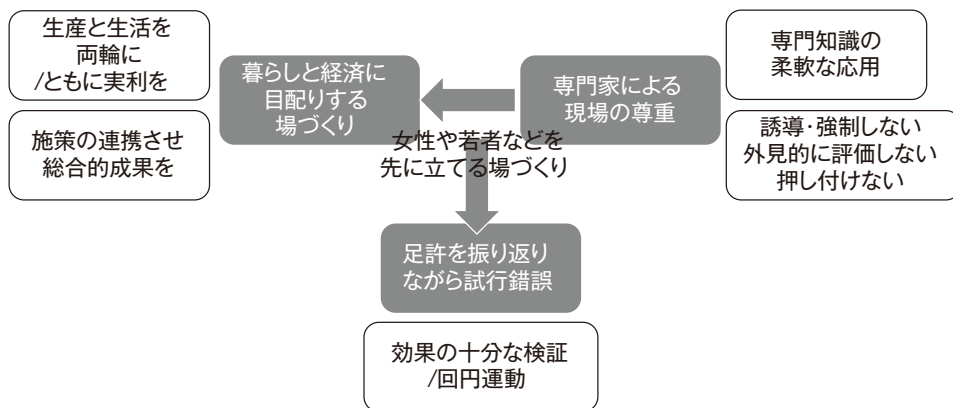 生産と生活を
両輪に
/ともに実利を
施策の連携させ
総合的成果を
暮らしと経済に
目配りする
場づくり
女性や若者などを
先に立てる場づくり
専門家による
現場の尊重
専門知識の
柔軟な応用
誘導・強制しない
外見的に評価しない
押し付けない
足許を振り返り
ながら試行錯誤
効果の十分な検証
/回円運動